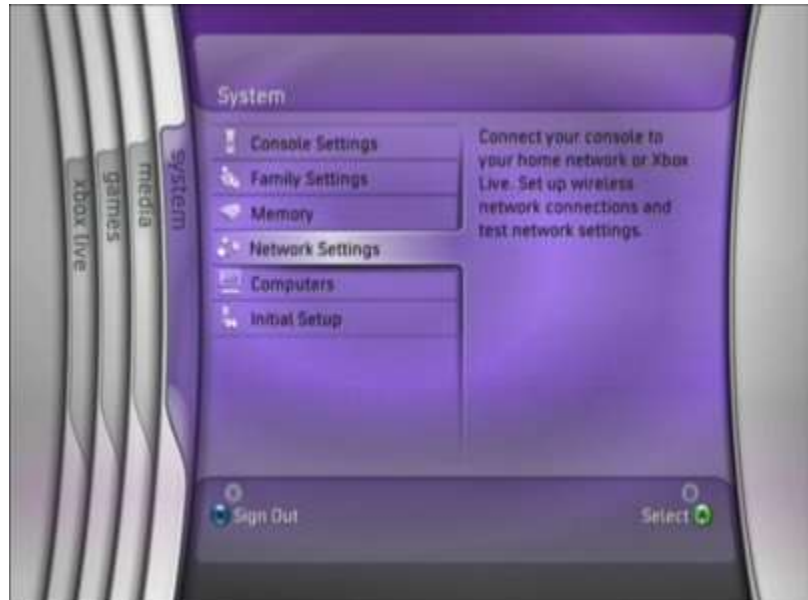 xbox live
games
media
system
System
Console Settings
Family Settings
Memory
Network Settings
Computers
Initial Setup
Connect your console to
your home network or Xbox
Live. Set up wireless
network connections and
test network settings.
Sign Out
Select